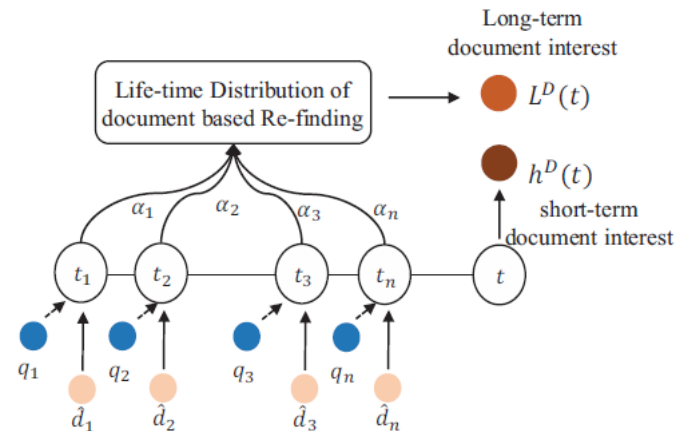 Long-term
document interest
Life-time Distribution of
document based Re-finding
L^D(t)
h^D(t)
short-term
document interest
α_1
α_2
α_3
α_n
t_1
t_2
t_3
t_n
t
q_1
q_2
q_3
q_n
d̂_1
d̂_2
d̂_3
d̂_n